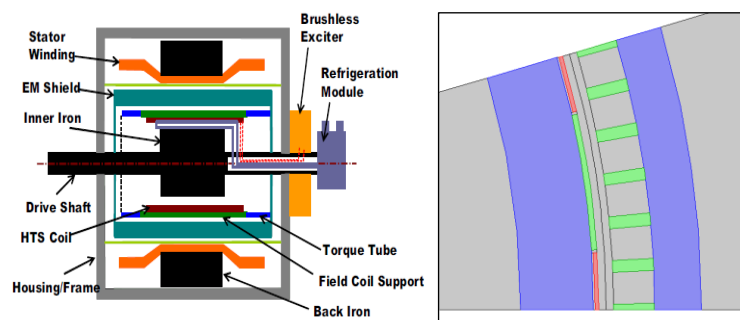 Stator
Winding
EM Shield
Inner Iron
Drive Shaft
HTS Coil
Housing/Frame
Brushless
Exciter
Refrigeration
Module
Torque Tube
Field Coil Support
Back Iron